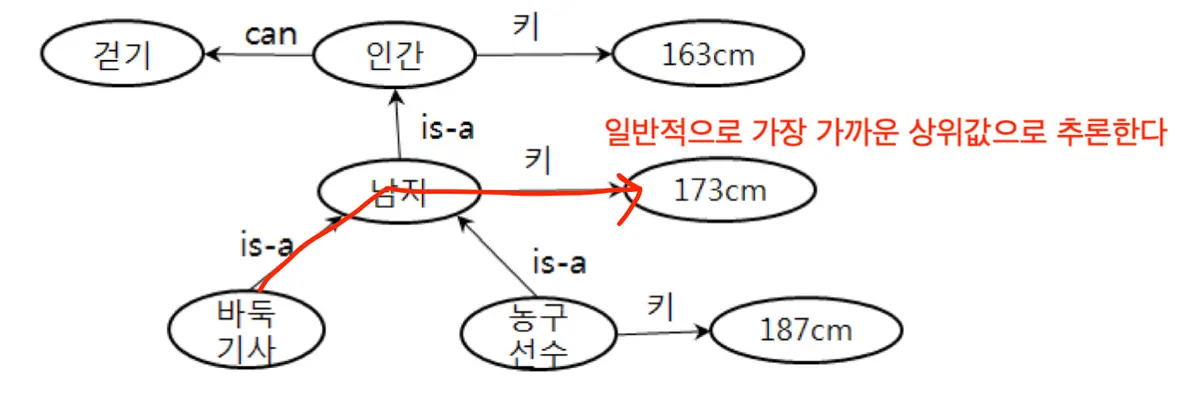 걷기
can
인간
키
163cm
is-a
일반적으로 가장 가까운 상위값으로 추론한다
남자
키
173cm
is-a
is-a
바둑
기사
농구
선수
키
187cm